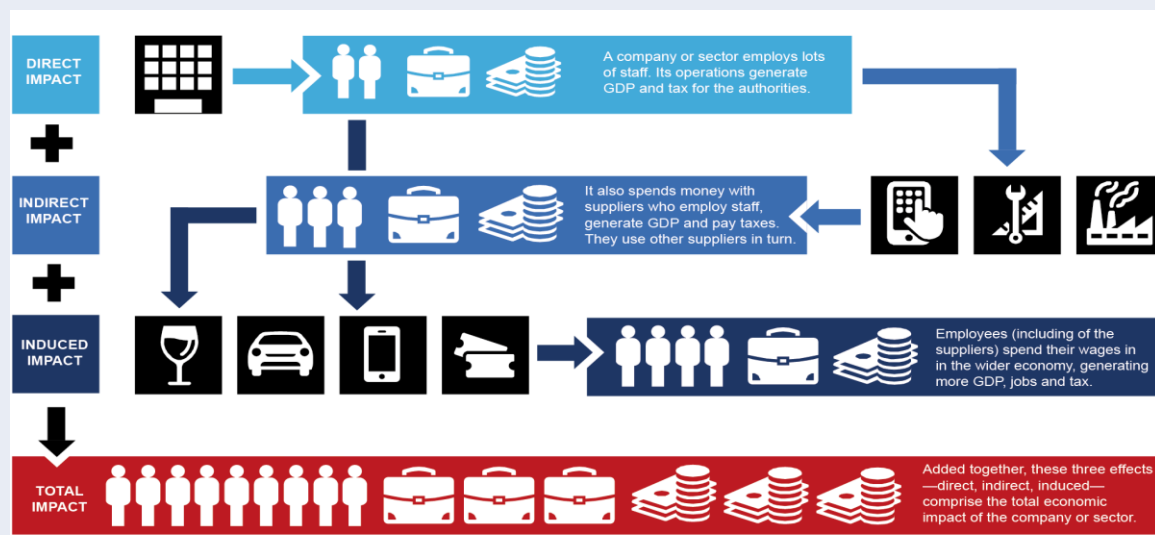 DIRECT
IMPACT
A company or sector employs lots
of staff. Its operations generate
GDP and tax for the authorities.
INDIRECT
IMPACT
It also spends money with
suppliers who employ staff,
generate GDP and pay taxes.
They use other suppliers in turn.
INDUCED
IMPACT
Employees (including of the
suppliers) spend their wages in
in the wider economy, generating
more GDP, jobs and tax.
TOTAL
IMPACT
Added together, these three effects
—direct, indirect, induced—
comprise the total economic
impact of the company or sector.